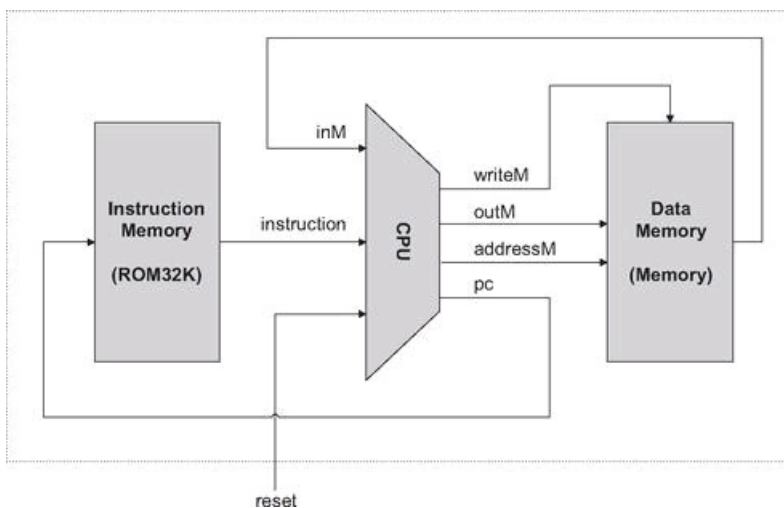 inM
Instruction
Memory
(ROM32K)
instruction
CPU
writeM
outM
addressM
pc
Data
Memory
(Memory)
reset